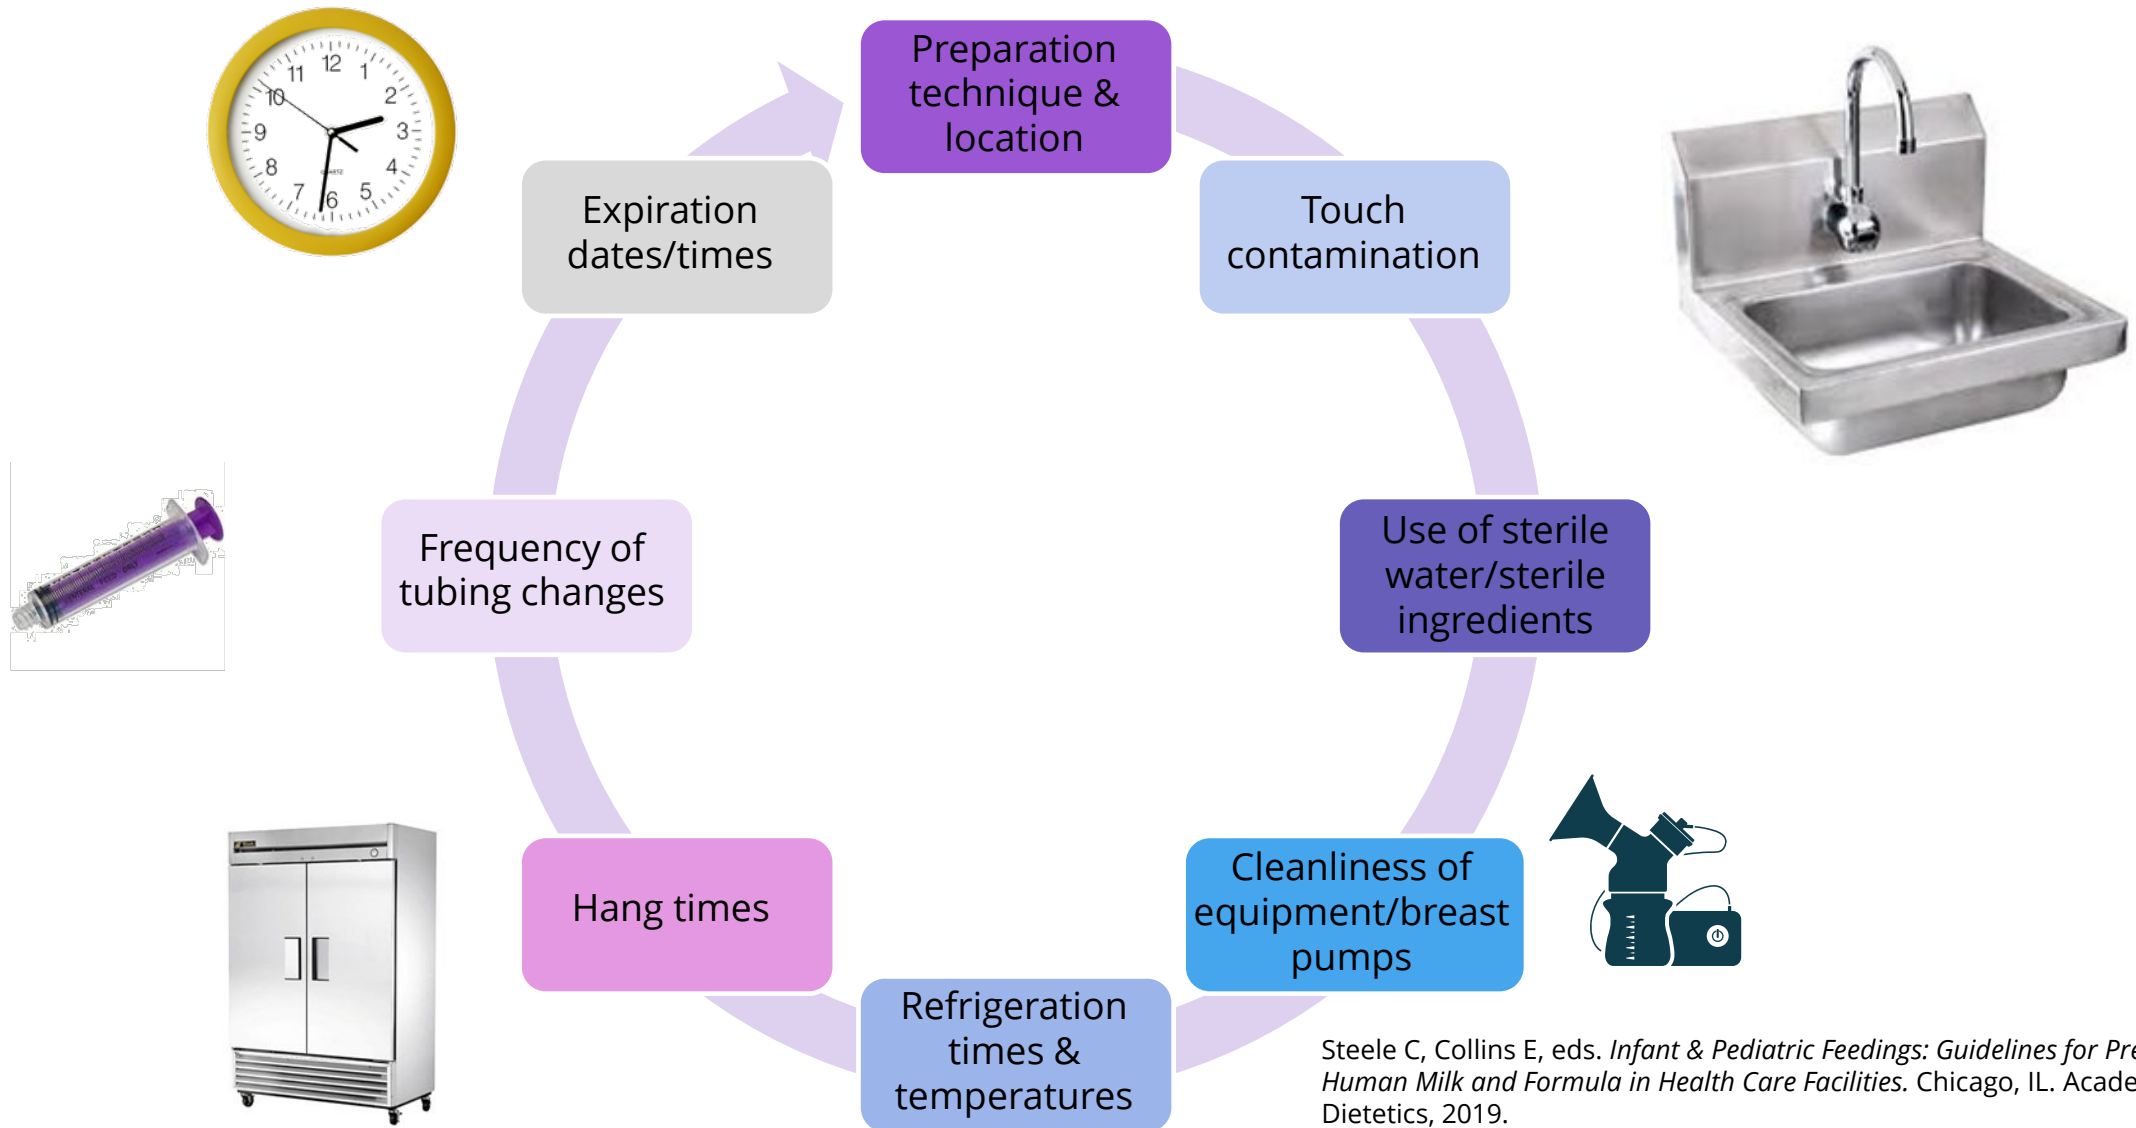 Preparation
technique &
location
Touch
contamination
Use of sterile
water/sterile
ingredients
Cleanliness of
equipment/breast
pumps
Refrigeration
times &
temperatures
Hang times
Frequency of
tubing changes
Expiration
dates/times
12
1
2
3
4
5
6
7
8
9
10
11
QUARTZ
Steele C, Collins E, eds. Infant & Pediatric Feedings: Guidelines for Pre
Human Milk and Formula in Health Care Facilities. Chicago, IL. Acade
Dietetics, 2019.